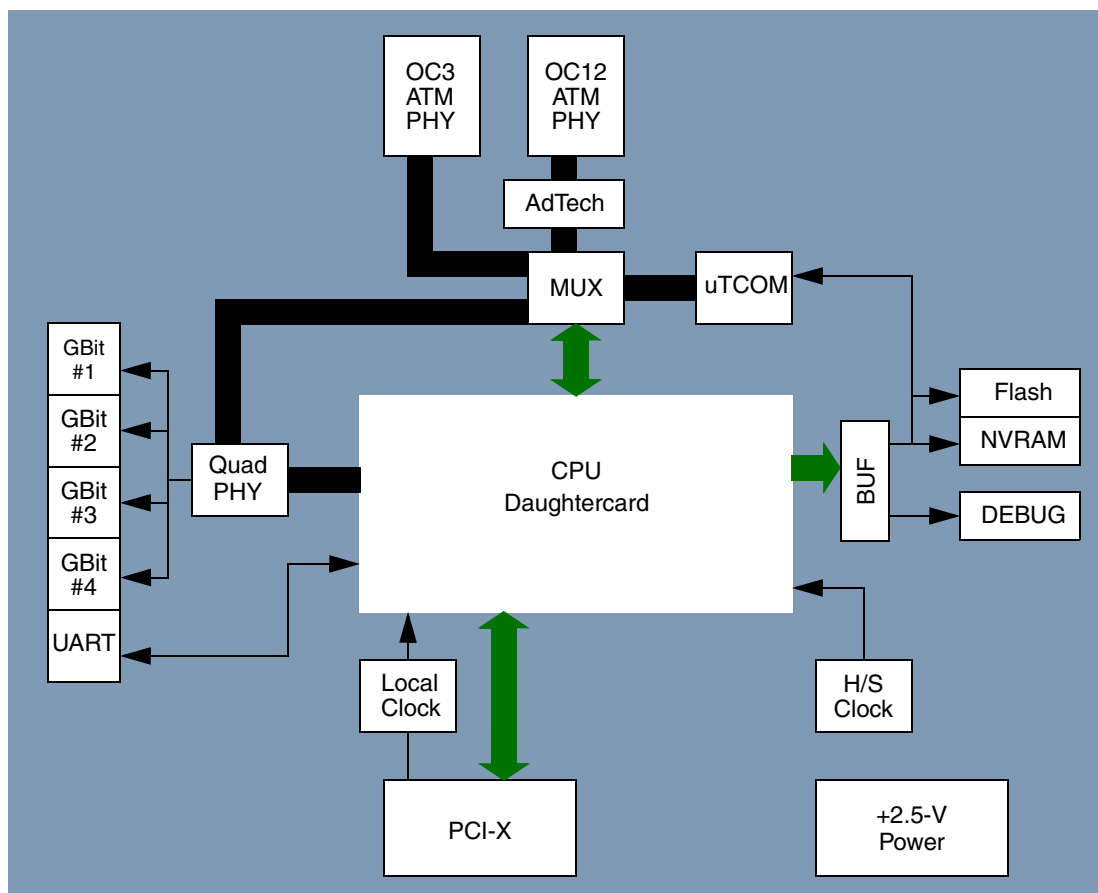 OC3
ATM
PHY
OC12
ATM
PHY
AdTech
MUX
uTCOM
GBit
#1
GBit
#2
GBit
#3
GBit
#4
UART
Quad
PHY
CPU
Daughtercard
BUF
Flash
NVRAM
DEBUG
Local
Clock
H/S
Clock
PCI-X
+2.5-V
Power